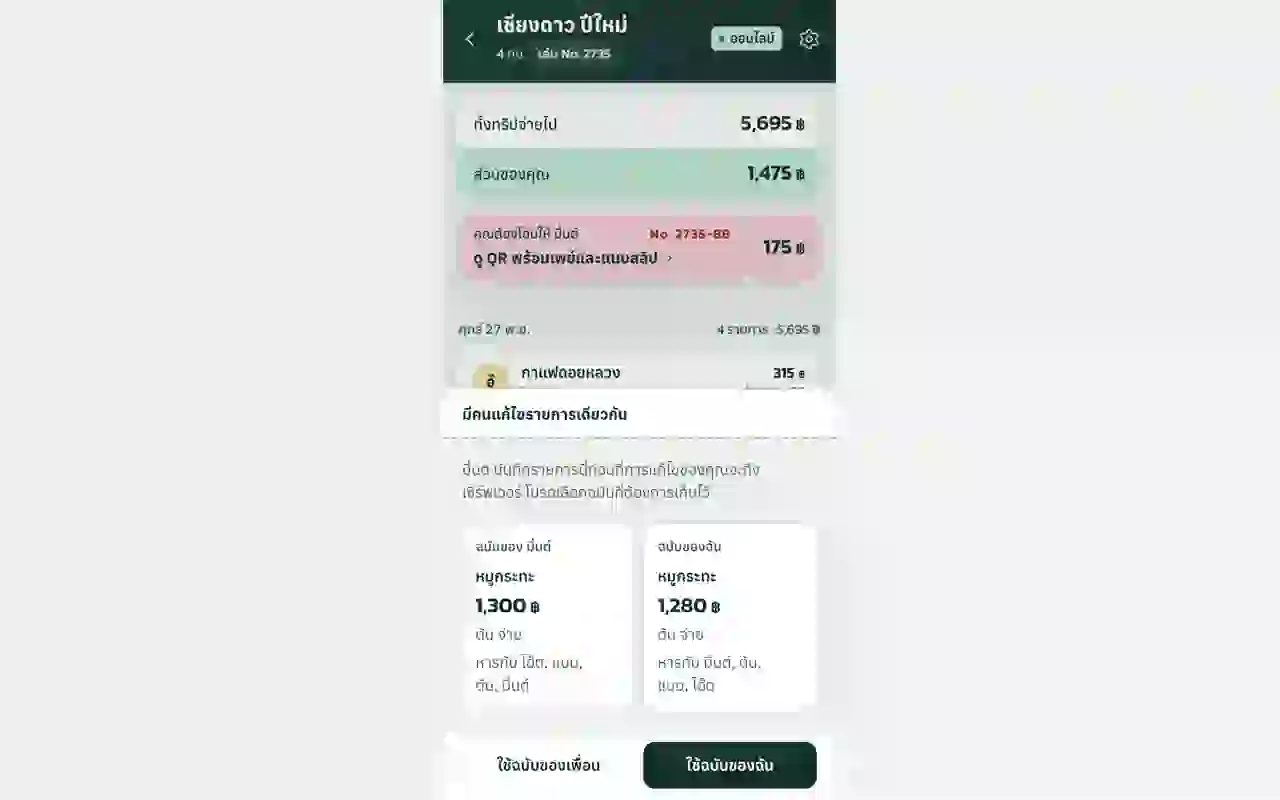 เชียงดาว ปีใหม่
ออนไลน์
4 คน เล่ม No. 2735
ทั้งทริปจ่ายไป 5,695 ฿
ส่วนของคุณ 1,475 ฿
คุณต้องโอนให้ มิ้นต์ No. 2735-BB
175 ฿
ดู QR พร้อมเพย์และแนบสลิป ›
ศุกร์ 27 พ.ย. 4 รายการ · 5,695 ฿
กาแฟดอยหลวง 315 ฿
มีคนแก้ไขรายการเดียวกัน
มิ้นต์ บันทึกรายการนี้ก่อนที่การแก้ไขของคุณจะถึง
เซิร์ฟเวอร์ โปรดเลือกฉบับที่ต้องการเก็บไว้
ฉบับของ มิ้นต์
หมูกระทะ
1,300 ฿
ต้น จ่าย
หารกับ โอ๊ต, แบม,
ต้น, มิ้นต์
ฉบับของฉัน
หมูกระทะ
1,280 ฿
ต้น จ่าย
หารกับ มิ้นต์, ต้น,
แบม, โอ๊ต
ใช้ฉบับของเพื่อน
ใช้ฉบับของฉัน